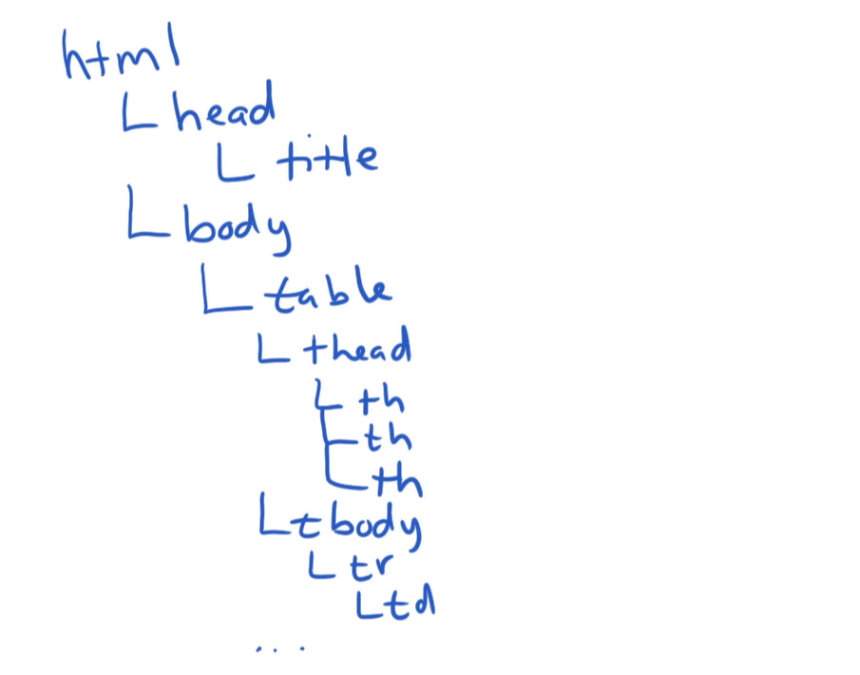 html
head
title
body
table
thead
th
th
th
tbody
tr
td
...